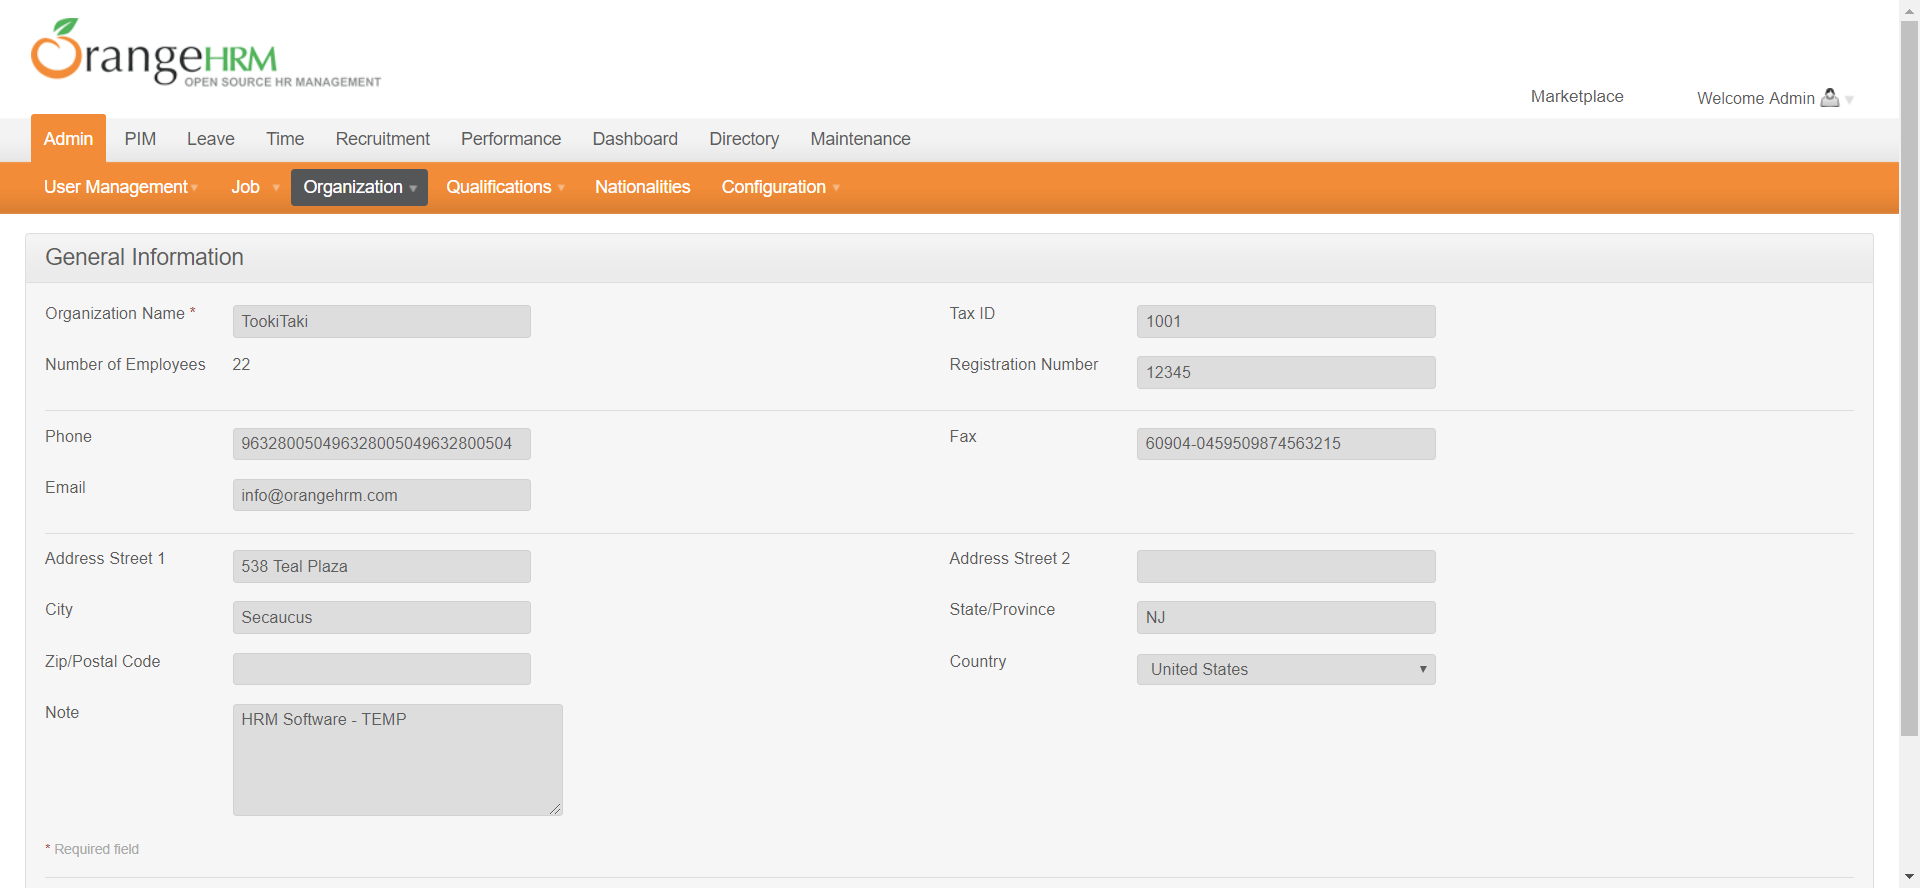 OrangeHRM
OPEN SOURCE HR MANAGEMENT
Marketplace
Welcome Admin
Admin PIM Leave Time Recruitment Performance Dashboard Directory Maintenance
User Management Job Organization Qualifications Nationalities Configuration
General Information
Organization Name * TookiTaki Tax ID 1001
Number of Employees 22 Registration Number 12345
Phone 963280050496328005049632800504 Fax 60904-0459509874563215
Email info@orangehrm.com
Address Street 1 538 Teal Plaza Address Street 2
City Secaucus State/Province NJ
Zip/Postal Code Country United States
Note HRM Software - TEMP
* Required field